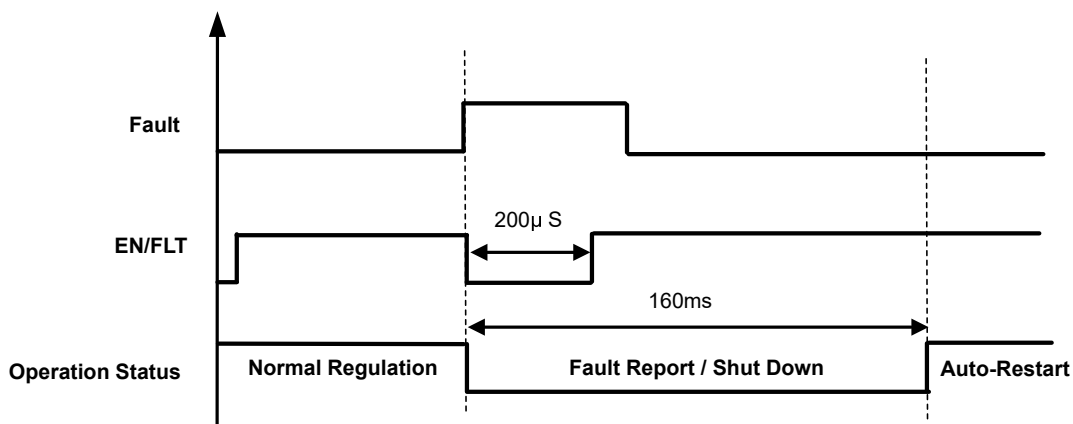 Fault
200µ S
EN/FLT
160ms
Operation Status
Normal Regulation
Fault Report / Shut Down
Auto-Restart